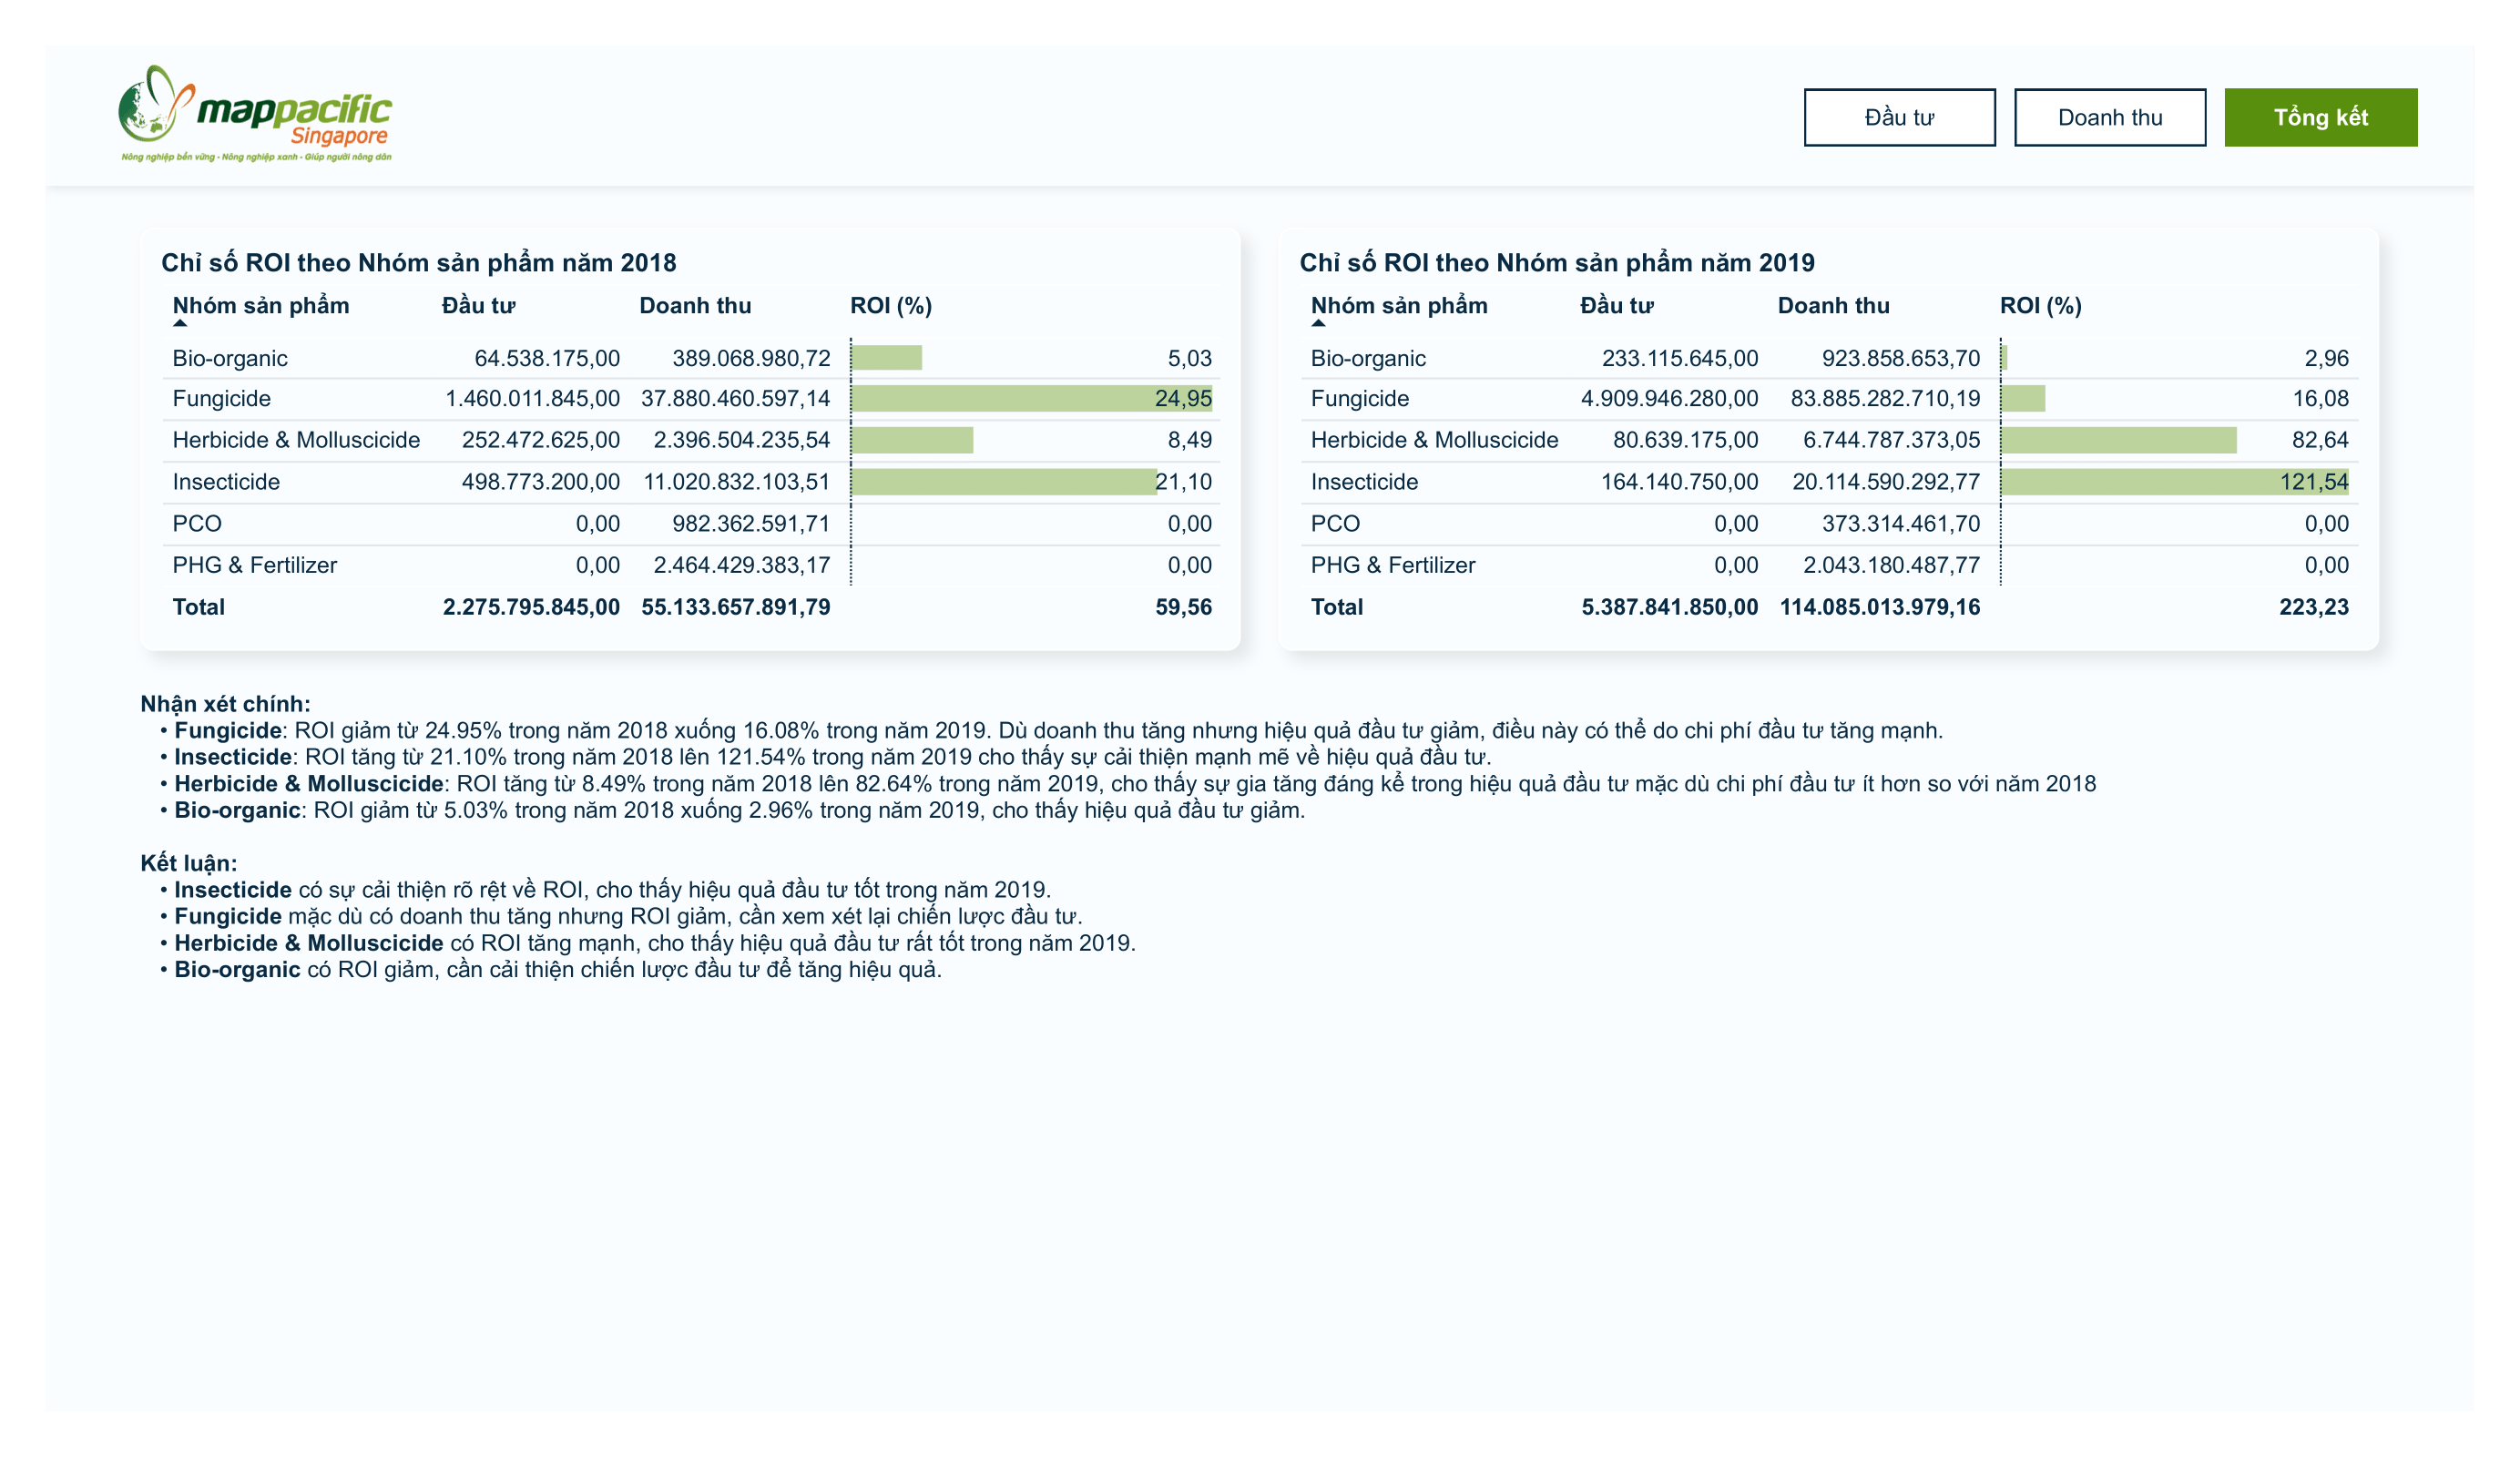 mappacific
Singapore
Nông nghiệp bền vững - Nông nghiệp xanh - Giúp người nông dân
Đầu tư
Doanh thu
Tổng kết
Chỉ số ROI theo Nhóm sản phẩm năm 2018
Nhóm sản phẩm Đầu tư Doanh thu ROI (%)
Bio-organic 64.538.175,00 389.068.980,72 5,03
Fungicide 1.460.011.845,00 37.880.460.597,14 24,95
Herbicide & Molluscicide 252.472.625,00 2.396.504.235,54 8,49
Insecticide 498.773.200,00 11.020.832.103,51 21,10
PCO 0,00 982.362.591,71 0,00
PHG & Fertilizer 0,00 2.464.429.383,17 0,00
Total 2.275.795.845,00 55.133.657.891,79 59,56
Chỉ số ROI theo Nhóm sản phẩm năm 2019
Nhóm sản phẩm Đầu tư Doanh thu ROI (%)
Bio-organic 233.115.645,00 923.858.653,70 2,96
Fungicide 4.909.946.280,00 83.885.282.710,19 16,08
Herbicide & Molluscicide 80.639.175,00 6.744.787.373,05 82,64
Insecticide 164.140.750,00 20.114.590.292,77 121,54
PCO 0,00 373.314.461,70 0,00
PHG & Fertilizer 0,00 2.043.180.487,77 0,00
Total 5.387.841.850,00 114.085.013.979,16 223,23
Nhận xét chính:
• Fungicide: ROI giảm từ 24.95% trong năm 2018 xuống 16.08% trong năm 2019. Dù doanh thu tăng nhưng hiệu quả đầu tư giảm, điều này có thể do chi phí đầu tư tăng mạnh.
• Insecticide: ROI tăng từ 21.10% trong năm 2018 lên 121.54% trong năm 2019 cho thấy sự cải thiện mạnh mẽ về hiệu quả đầu tư.
• Herbicide & Molluscicide: ROI tăng từ 8.49% trong năm 2018 lên 82.64% trong năm 2019, cho thấy sự gia tăng đáng kể trong hiệu quả đầu tư mặc dù chi phí đầu tư ít hơn so với năm 2018
• Bio-organic: ROI giảm từ 5.03% trong năm 2018 xuống 2.96% trong năm 2019, cho thấy hiệu quả đầu tư giảm.
Kết luận:
• Insecticide có sự cải thiện rõ rệt về ROI, cho thấy hiệu quả đầu tư tốt trong năm 2019.
• Fungicide mặc dù có doanh thu tăng nhưng ROI giảm, cần xem xét lại chiến lược đầu tư.
• Herbicide & Molluscicide có ROI tăng mạnh, cho thấy hiệu quả đầu tư rất tốt trong năm 2019.
• Bio-organic có ROI giảm, cần cải thiện chiến lược đầu tư để tăng hiệu quả.